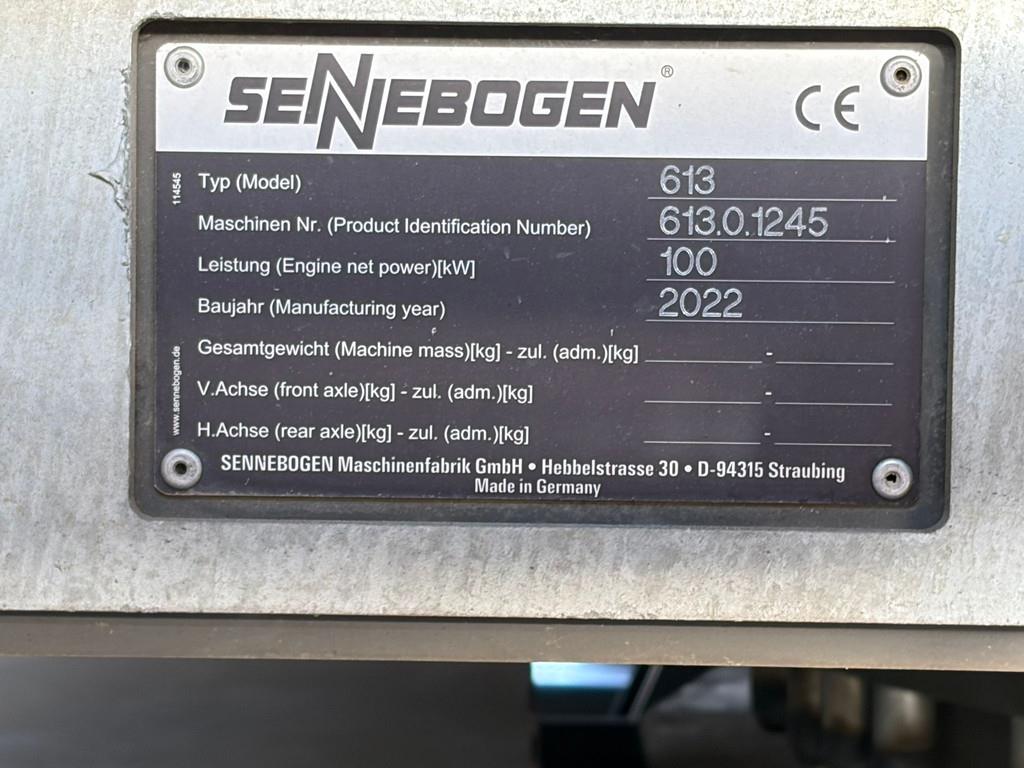 SENNEBOGEN ® CE
114545
Typ (Model) 613
Maschinen Nr. (Product Identification Number) 613.0.1245
Leistung (Engine net power)[kW] 100
Baujahr (Manufacturing year) 2022
Gesamtgewicht (Machine mass)[kg] - zul. (adm.)[kg] -
V.Achse (front axle)[kg] - zul. (adm.)[kg] -
H.Achse (rear axle)[kg] - zul. (adm.)[kg] -
www.sennebogen.de
SENNEBOGEN Maschinenfabrik GmbH • Hebbelstrasse 30 • D-94315 Straubing
Made in Germany